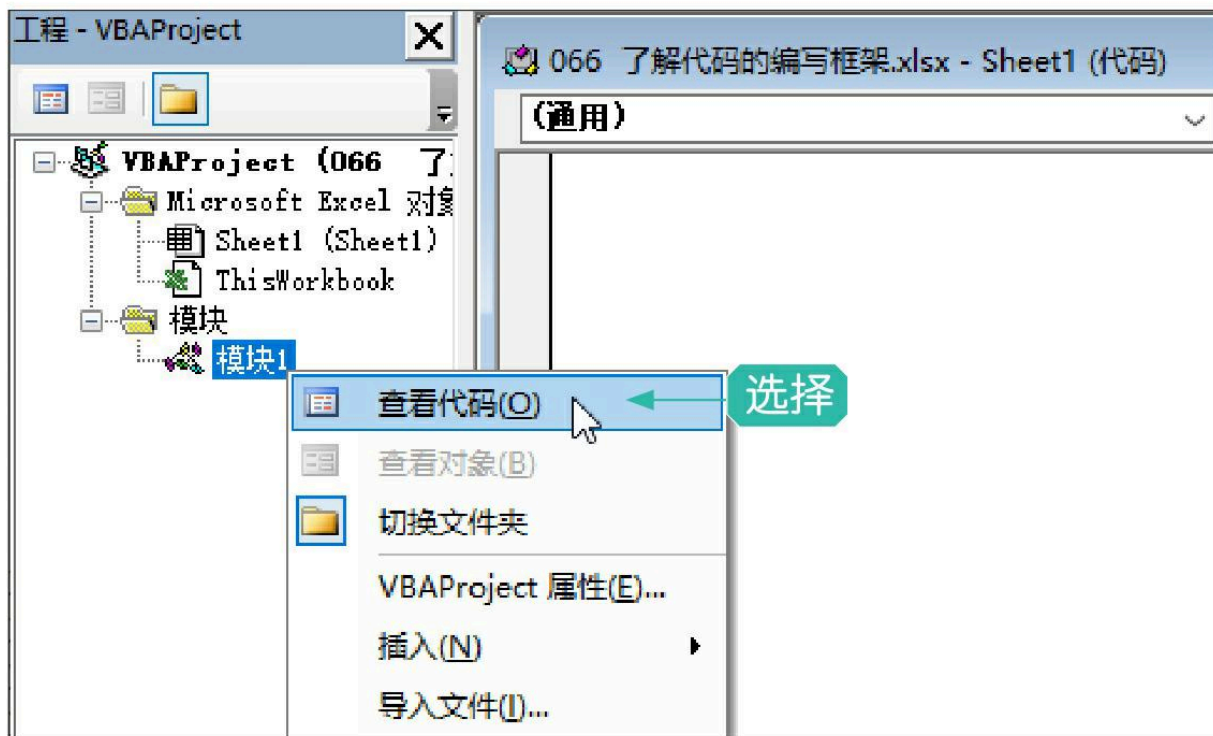 工程 - VBAProject
066 了解代码的编写框架.xlsx - Sheet1 (代码)
(通用)
VBAProject (066 了
Microsoft Excel 对象
Sheet1 (Sheet1)
ThisWorkbook
模块
模块1
查看代码(O)
选择
查看对象(B)
切换文件夹
VBAProject 属性(E)...
插入(N)
导入文件(I)...